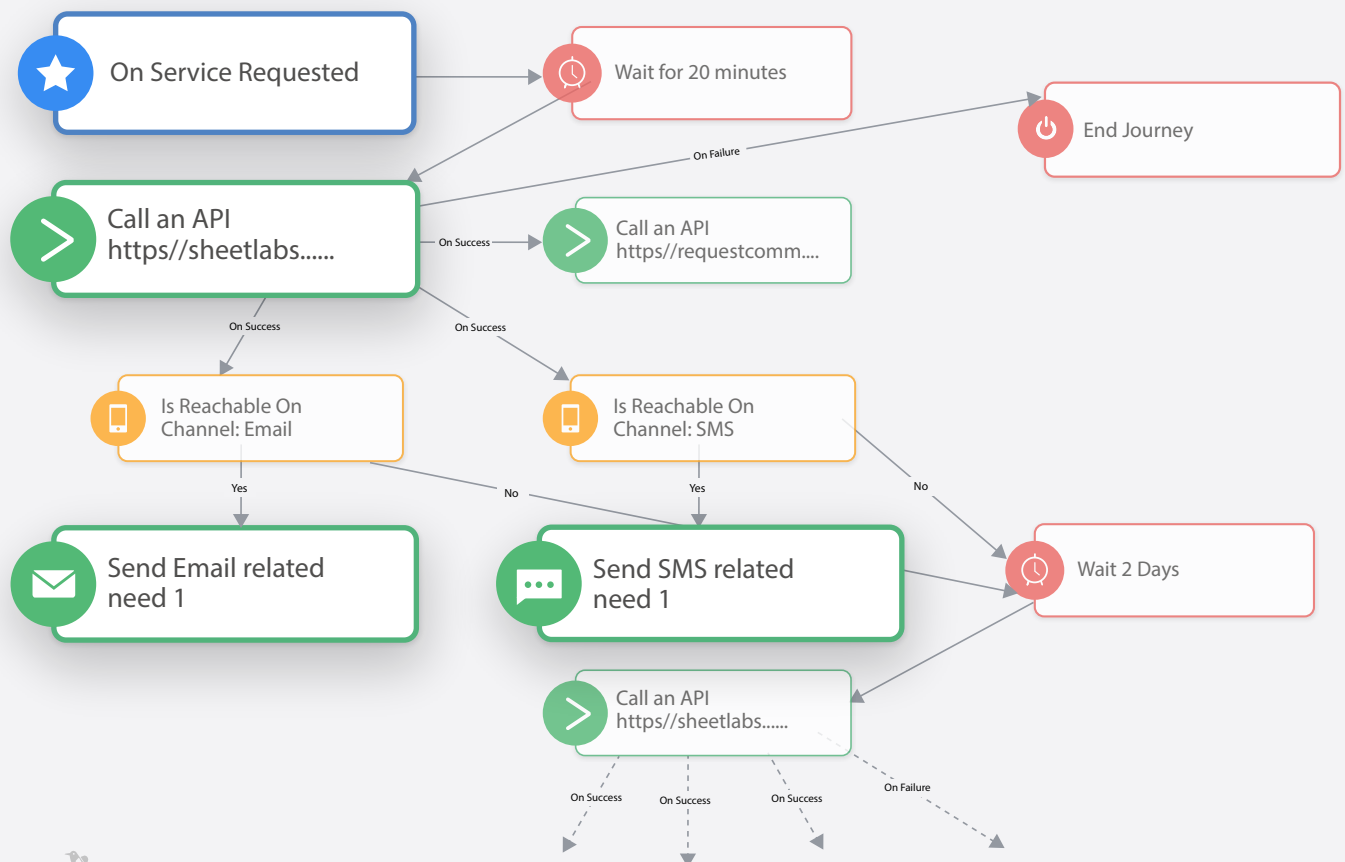 On Service Requested
Wait for 20 minutes
End Journey
On Failure
Call an API
https//sheetlabs......
On Success
Call an API
https//requestcomm....
On Success
On Success
Is Reachable On
Channel: Email
Is Reachable On
Channel: SMS
Yes
No
Yes
No
Send Email related
need 1
Send SMS related
need 1
Wait 2 Days
Call an API
https//sheetlabs......
On Success
On Success
On Success
On Failure